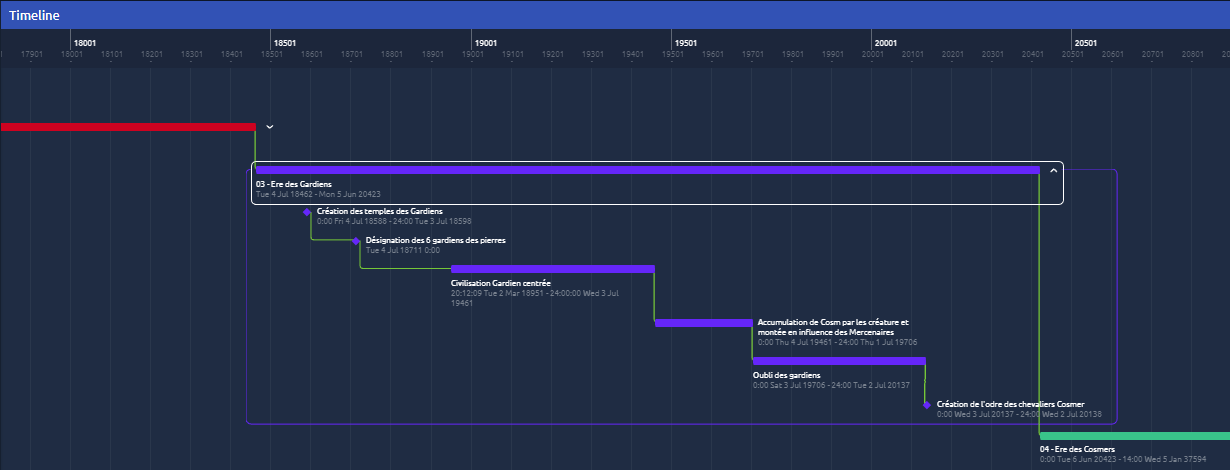 Timeline
18001 18501 19001 19501 20001 20501
17901 18101 18201 18301 18401 18601 18701 18801 18901 19101 19201 19301 19401 19501 19601 19701 19801 19901 20001 20101 20201 20301 20401 20501 20601 20701 20801
03 - Ere des Gardiens
Tue 4 Jul 18462 - Mon 5 Jun 20423
Création des temples des Gardiens
0:00 Fri 4 Jul 18588 - 24:00 Tue 3 Jul 18598
Désignation des 6 gardiens des pierres
Tue 4 Jul 18711 0:00
Civilisation Gardien centrée
20:12:09 Tue 2 Mar 18951 - 24:00:00 Wed 3 Jul
19461
Accumulation de Cosm par les créature et
montée en influence des Mercenaires
0:00 Thu 4 Jul 19461 - 24:00 Thu 1 Jul 19706
Oubli des gardiens
0:00 Sat 3 Jul 19706 - 24:00 Tue 2 Jul 20137
Création de l'odre des chevaliers Cosmer
0:00 Wed 3 Jul 20137 - 24:00 Wed 2 Jul 20138
04 - Ere des Cosmers
0:00 Tue 6 Jun 20423 - 14:00 Wed 5 Jan 37594